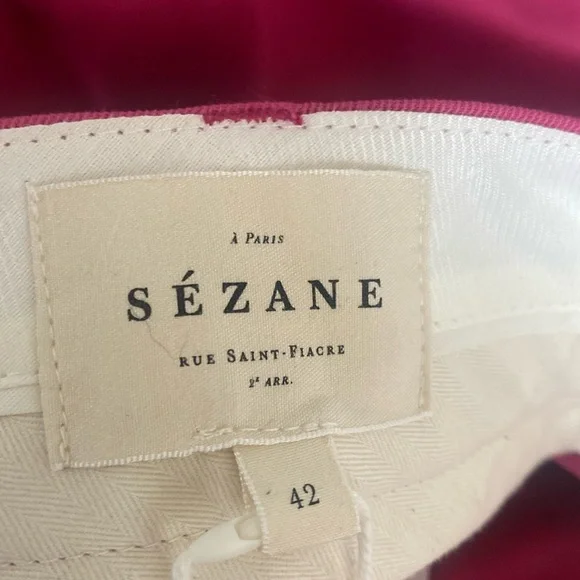 À Paris
SÉZANE
Rue Saint-Fiacre
2ᵉ arr.
42